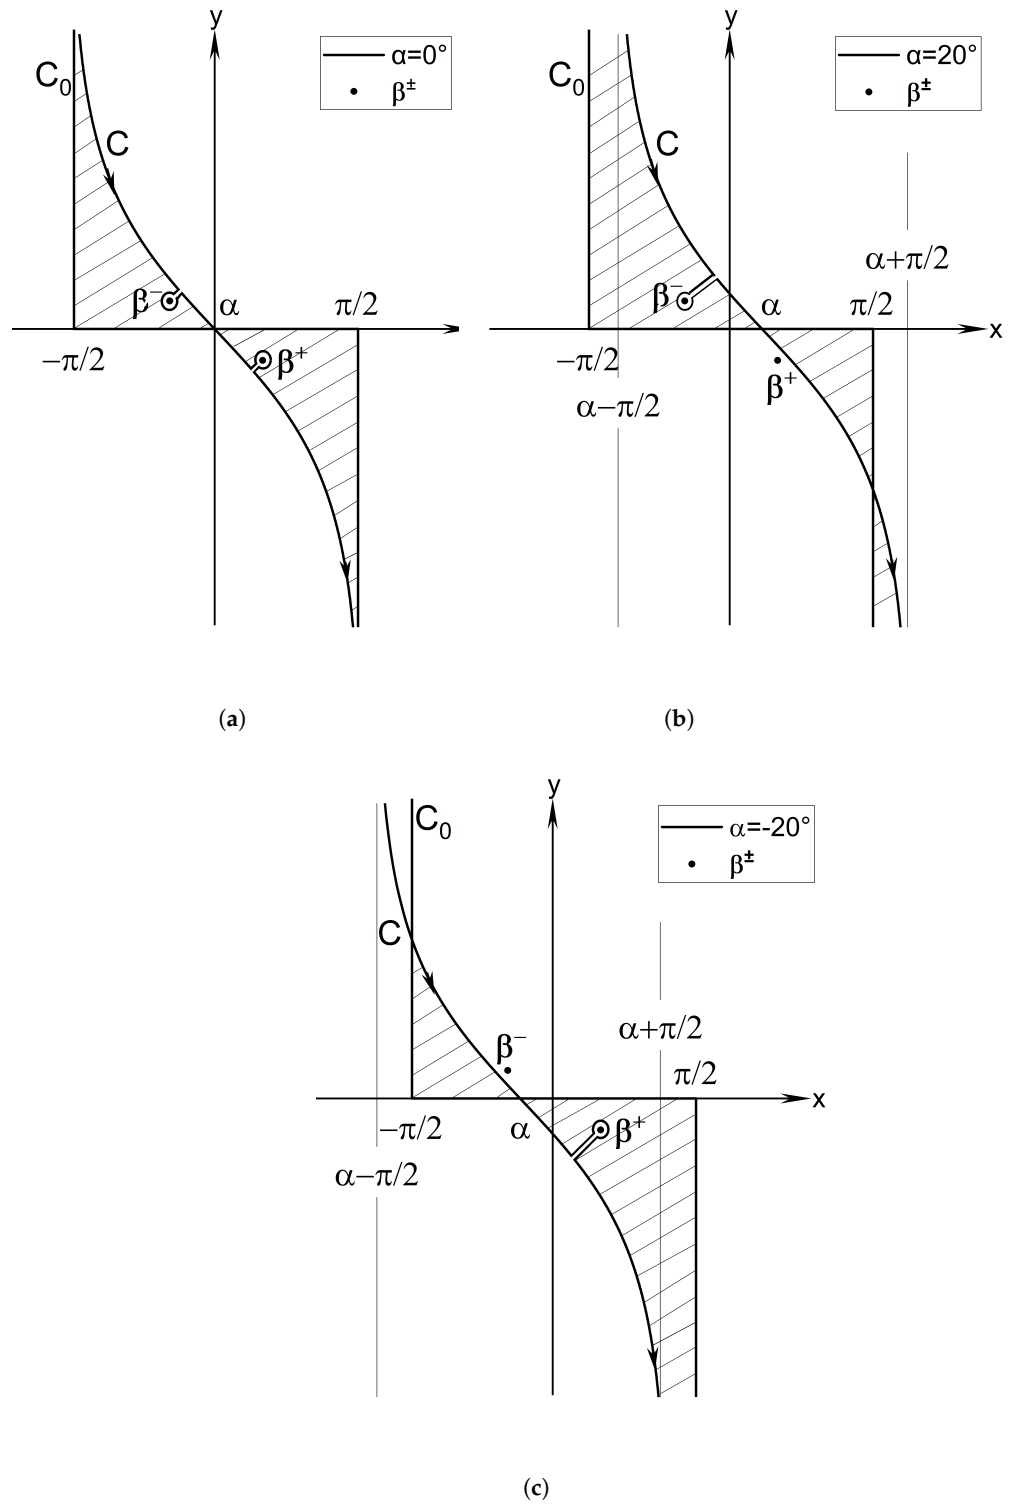 y
α=0°
β±
C₀
C
β⁻
α
π/2
β⁺
−π/2
(a)
y
α=20°
β±
C₀
C
α+π/2
β⁻
α
π/2
x
−π/2
β⁺
α−π/2
(b)
y
α=-20°
β±
C₀
C
α+π/2
β⁻
π/2
x
−π/2
α
β⁺
α−π/2
(c)